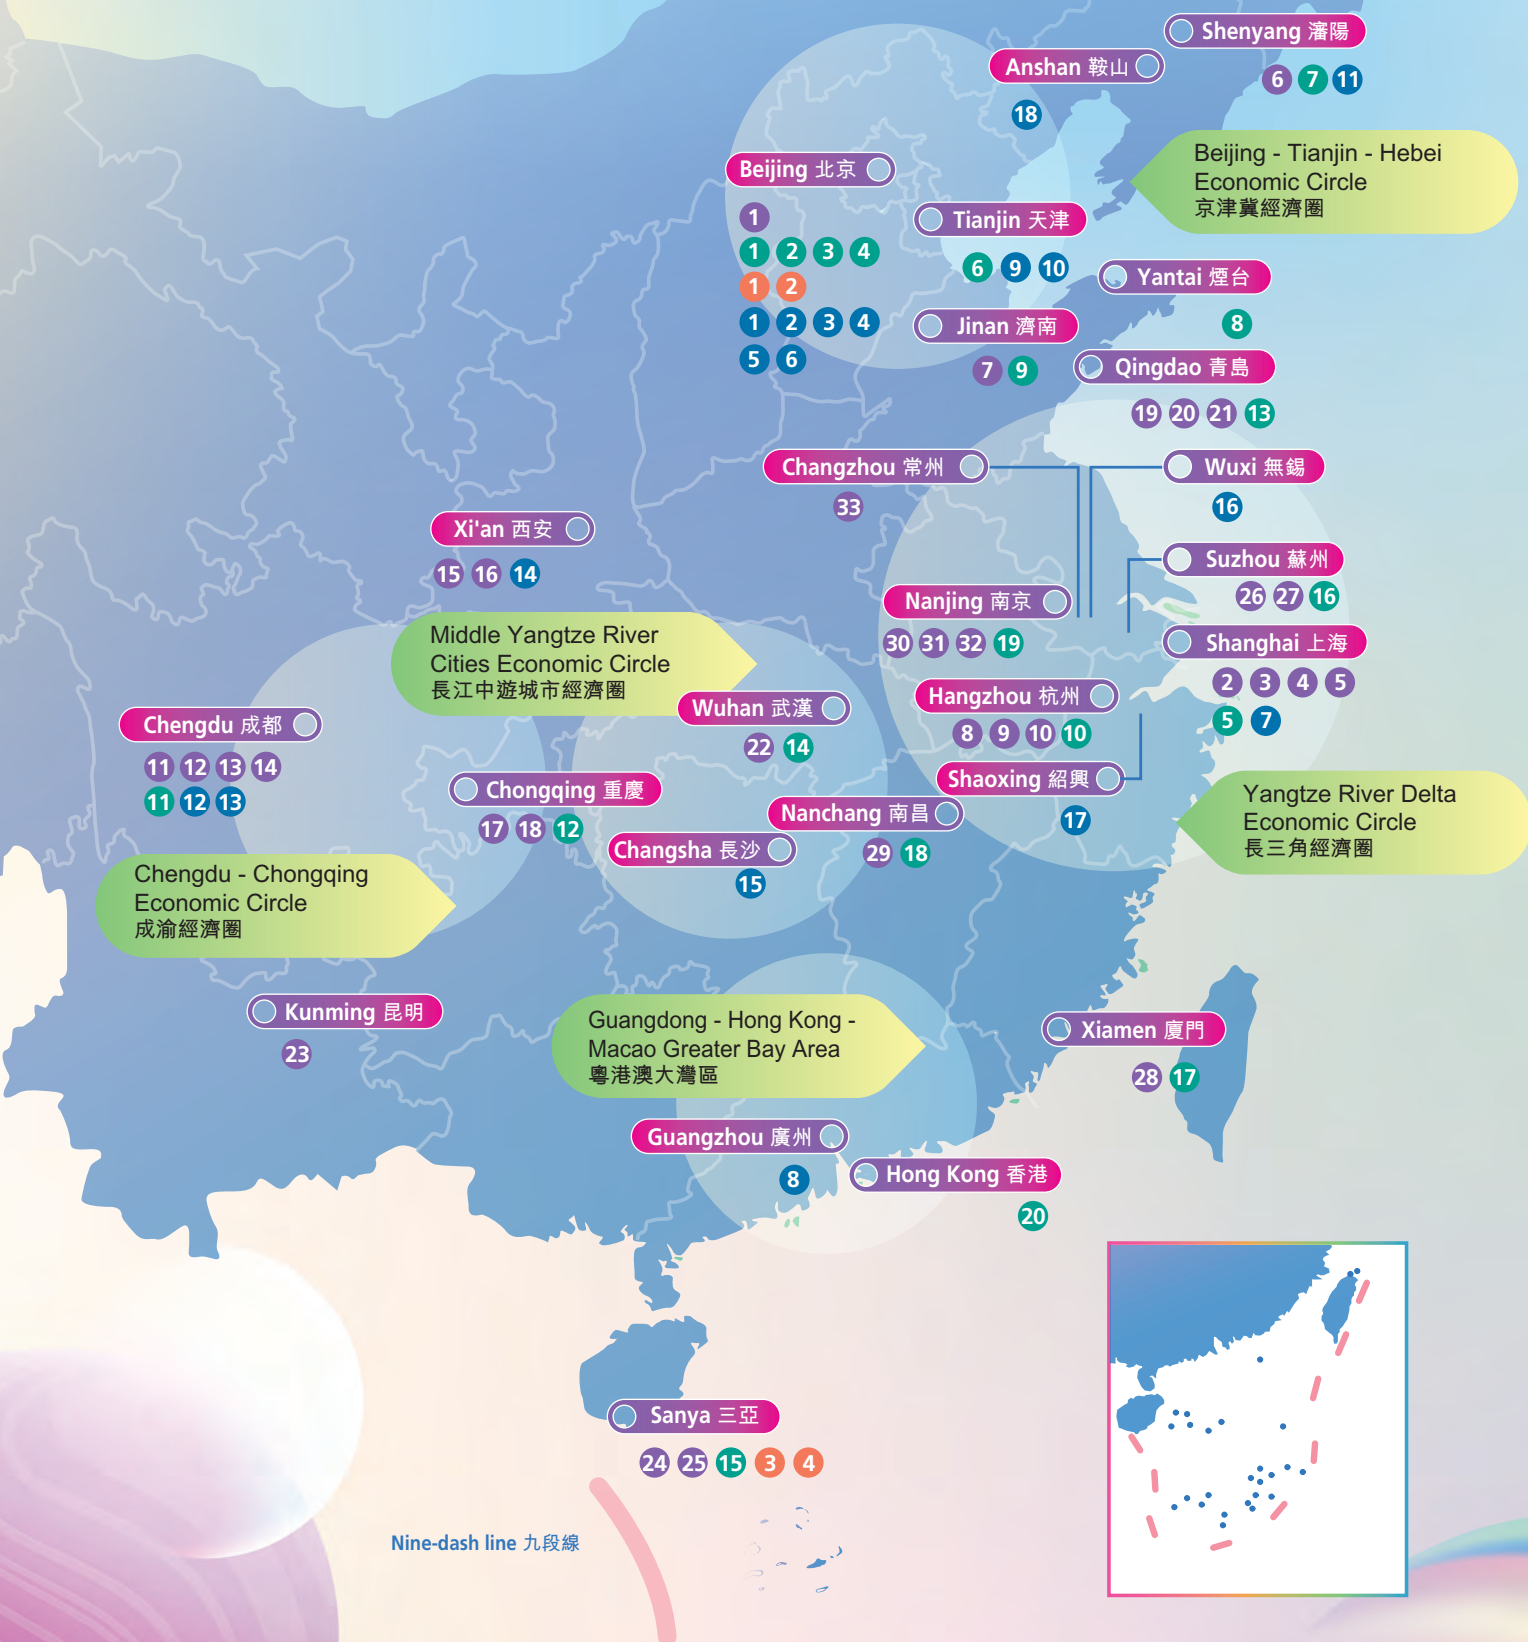 Shenyang 瀋陽
6 7 11
Anshan 鞍山
18
Beijing - Tianjin - Hebei
Economic Circle
京津冀經濟圈
Beijing 北京
1
1 2 3 4
1 2
1 2 3 4
5 6
Tianjin 天津
6 9 10
Yantai 煙台
8
Jinan 濟南
7 9
Qingdao 青島
19 20 21 13
Changzhou 常州
33
Wuxi 無錫
16
Xi'an 西安
15 16 14
Suzhou 蘇州
26 27 16
Nanjing 南京
30 31 32 19
Middle Yangtze River
Cities Economic Circle
長江中遊城市經濟圈
Shanghai 上海
2 3 4 5
5 7
Hangzhou 杭州
8 9 10 10
Wuhan 武漢
22 14
Chengdu 成都
11 12 13 14
11 12 13
Chongqing 重慶
17 18 12
Shaoxing 紹興
17
Nanchang 南昌
29 18
Changsha 長沙
15
Yangtze River Delta
Economic Circle
長三角經濟圈
Chengdu - Chongqing
Economic Circle
成渝經濟圈
Kunming 昆明
23
Guangdong - Hong Kong -
Macao Greater Bay Area
粵港澳大灣區
Xiamen 廈門
28 17
Guangzhou 廣州
8
Hong Kong 香港
20
Sanya 三亞
24 25 15 3 4
Nine-dash line 九段線